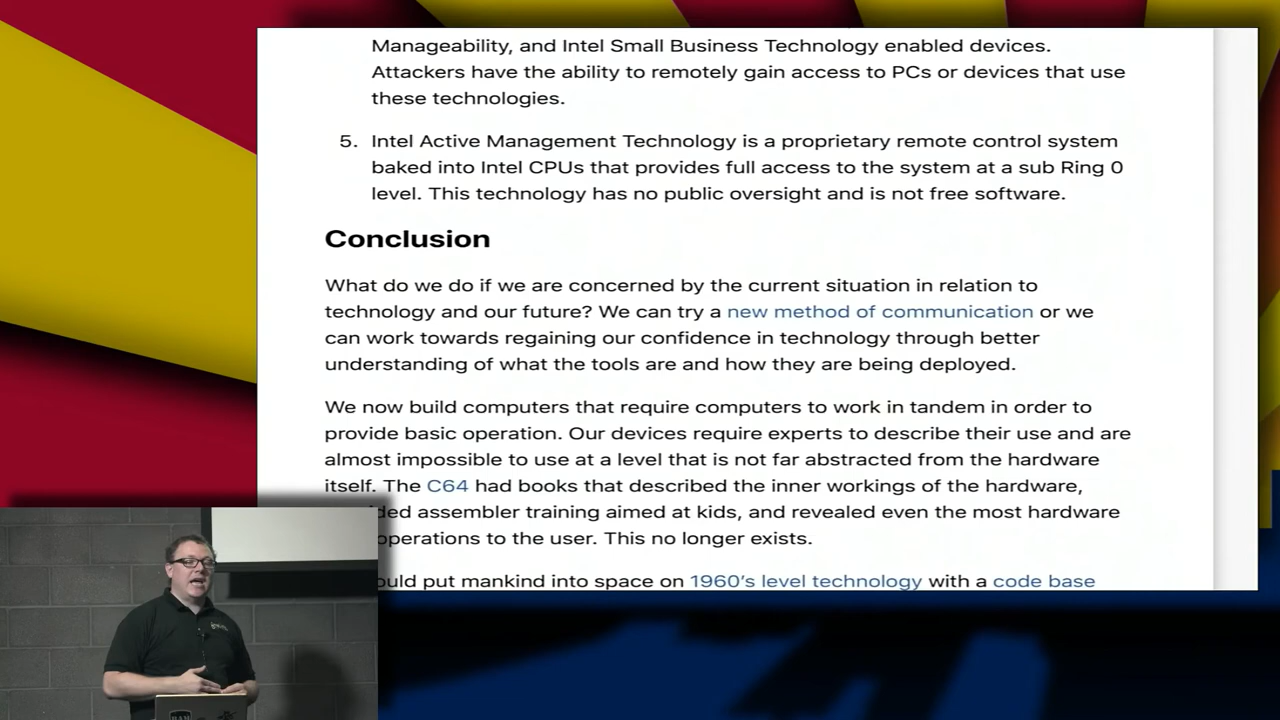 Manageability, and Intel Small Business Technology enabled devices.
Attackers have the ability to remotely gain access to PCs or devices that use
these technologies.
5. Intel Active Management Technology is a proprietary remote control system
baked into Intel CPUs that provides full access to the system at a sub Ring 0
level. This technology has no public oversight and is not free software.
Conclusion
What do we do if we are concerned by the current situation in relation to
technology and our future? We can try a new method of communication or we
can work towards regaining our confidence in technology through better
understanding of what the tools are and how they are being deployed.
We now build computers that require computers to work in tandem in order to
provide basic operation. Our devices require experts to describe their use and are
almost impossible to use at a level that is not far abstracted from the hardware
itself. The C64 had books that described the inner workings of the hardware,
assembler training aimed at kids, and revealed even the most hardware
operations to the user. This no longer exists.
put mankind into space on 1960's level technology with a code base